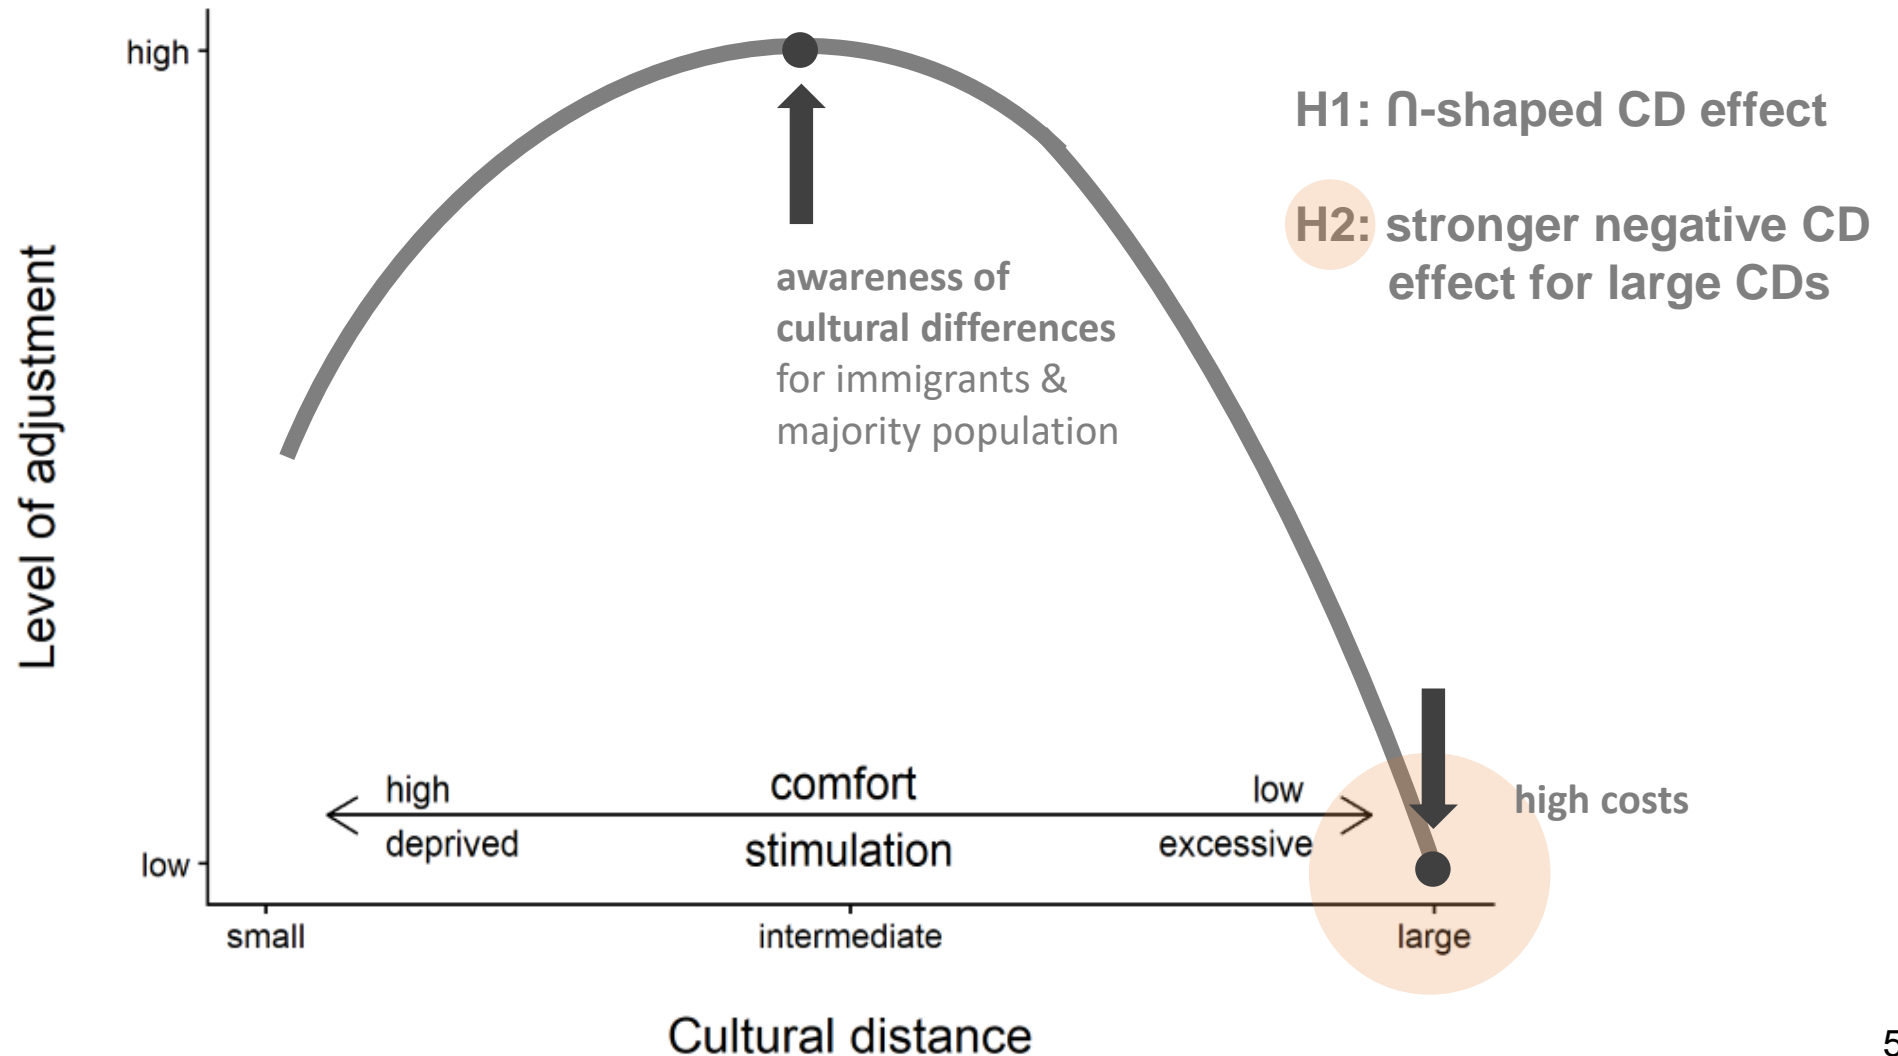 high
H1: Ո-shaped CD effect
H2: stronger negative CD
effect for large CDs
awareness of
cultural differences
for immigrants &
majority population
Level of adjustment
high comfort low
high costs
deprived stimulation excessive
low
small intermediate large
Cultural distance
5